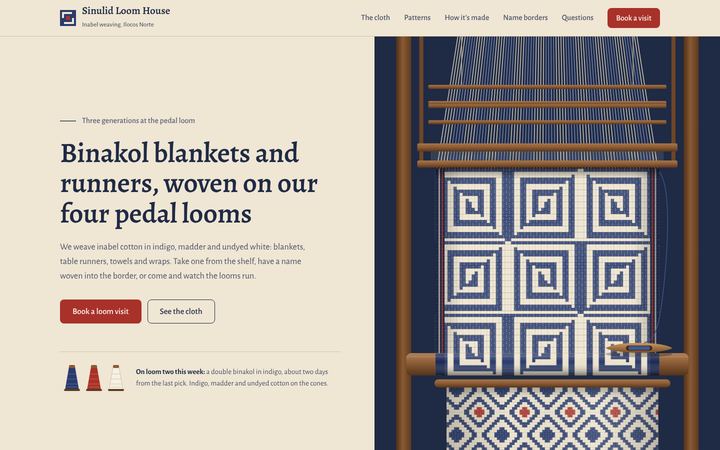 Sinulid Loom House
Inabel weaving, Ilocos Norte
The cloth
Patterns
How it's made
Name borders
Questions
Book a visit
Three generations at the pedal loom
Binakol blankets and
runners, woven on our
four pedal looms
We weave inabel cotton in indigo, madder and undyed white: blankets,
table runners, towels and wraps. Take one from the shelf, have a name
woven into the border, or come and watch the looms run.
Book a loom visit
See the cloth
On loom two this week: a double binakol in indigo, about two days
from the last pick. Indigo, madder and undyed cotton on the cones.